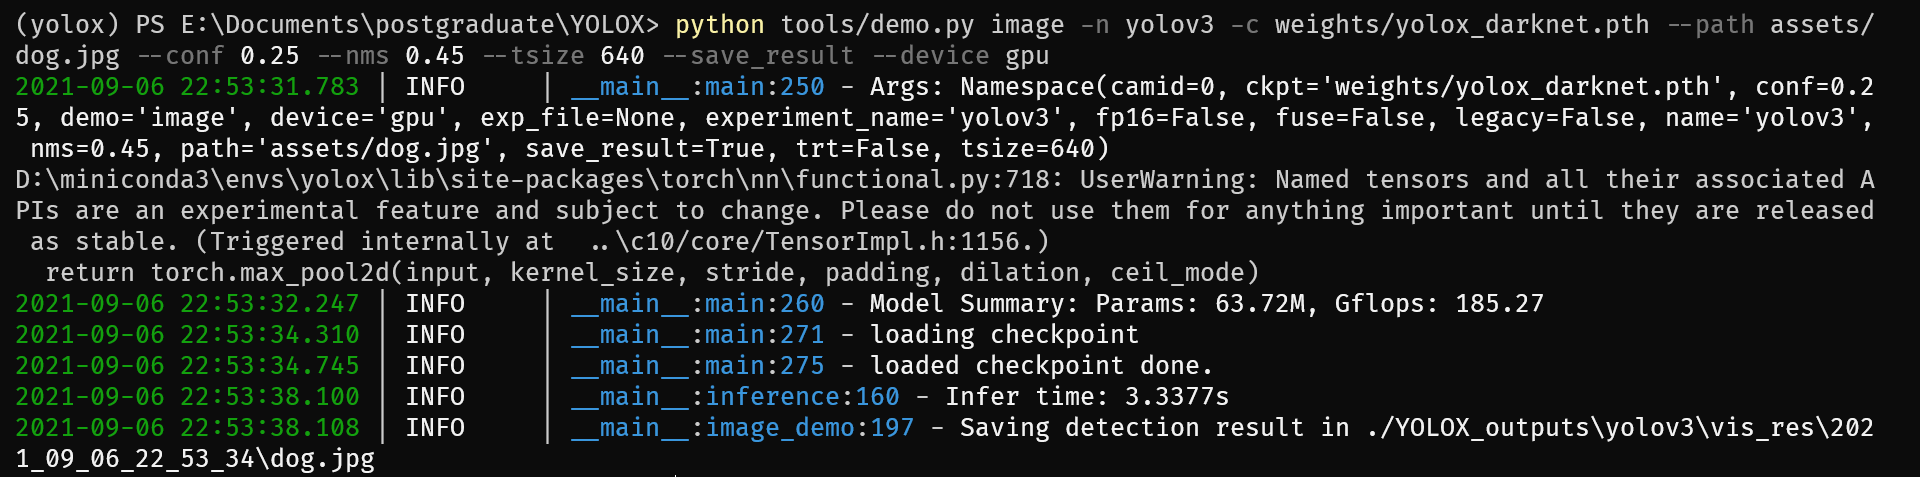 (yolox) PS E:\Documents\postgraduate\YOLOX> python tools/demo.py image -n yolov3 -c weights/yolox_darknet.pth --path assets/
dog.jpg --conf 0.25 --nms 0.45 --tsize 640 --save_result --device gpu
2021-09-06 22:53:31.783 | INFO     | __main__:main:250 - Args: Namespace(camid=0, ckpt='weights/yolox_darknet.pth', conf=0.2
5, demo='image', device='gpu', exp_file=None, experiment_name='yolov3', fp16=False, fuse=False, legacy=False, name='yolov3',
 nms=0.45, path='assets/dog.jpg', save_result=True, trt=False, tsize=640)
D:\miniconda3\envs\yolox\lib\site-packages\torch\nn\functional.py:718: UserWarning: Named tensors and all their associated A
PIs are an experimental feature and subject to change. Please do not use them for anything important until they are released
 as stable. (Triggered internally at  ..\c10/core/TensorImpl.h:1156.)
  return torch.max_pool2d(input, kernel_size, stride, padding, dilation, ceil_mode)
2021-09-06 22:53:32.247 | INFO     | __main__:main:260 - Model Summary: Params: 63.72M, Gflops: 185.27
2021-09-06 22:53:34.310 | INFO     | __main__:main:271 - loading checkpoint
2021-09-06 22:53:34.745 | INFO     | __main__:main:275 - loaded checkpoint done.
2021-09-06 22:53:38.100 | INFO     | __main__:inference:160 - Infer time: 3.3377s
2021-09-06 22:53:38.108 | INFO     | __main__:image_demo:197 - Saving detection result in ./YOLOX_outputs\yolov3\vis_res\202
1_09_06_22_53_34\dog.jpg